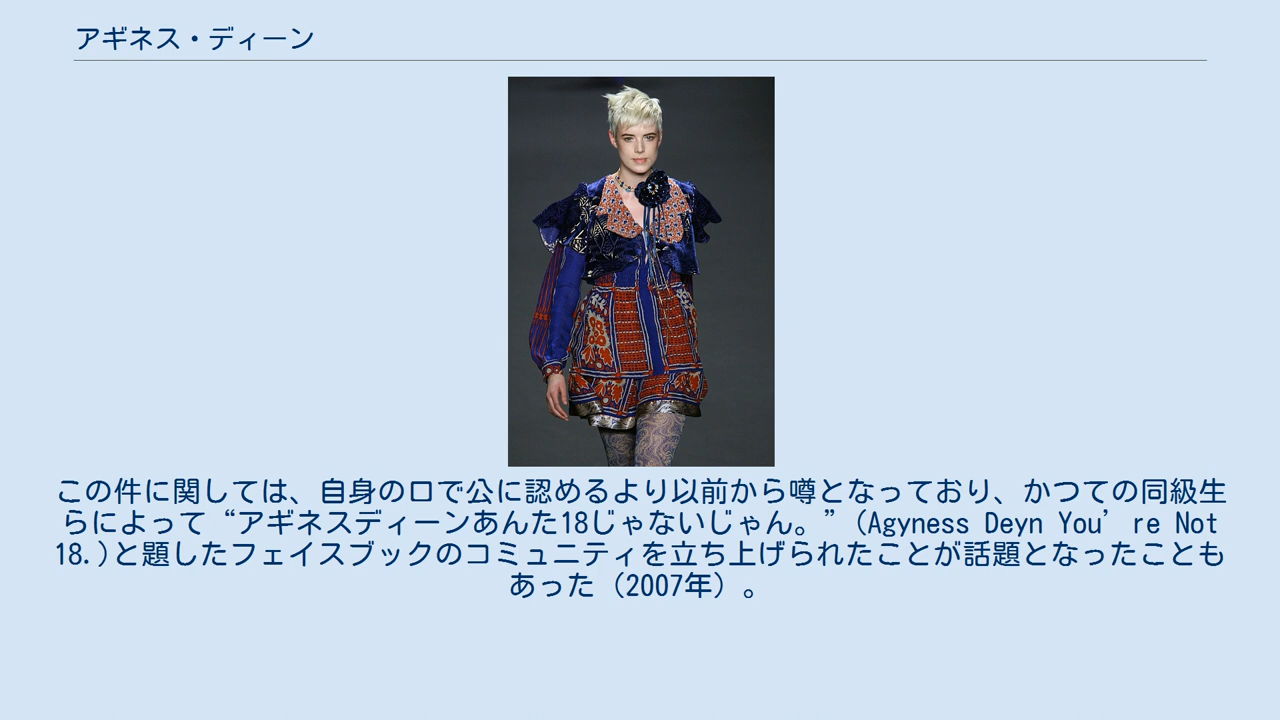 アギネス・ディーン
この件に関しては、自身の口で公に認めるより以前から噂となっており、かつての同級生
らによって“アギネスディーンあんた18じゃないじゃん。”(Agyness Deyn You’re Not
18.)と題したフェイスブックのコミュニティを立ち上げられたことが話題となったことも
あった（2007年）。